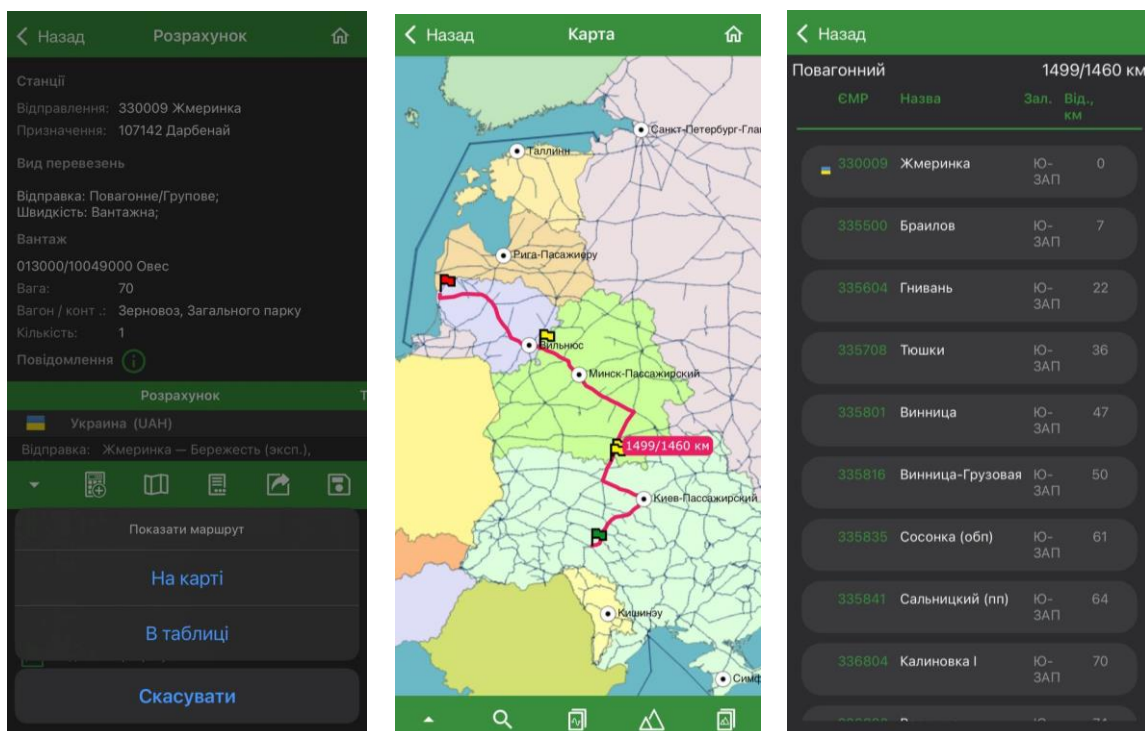 Назад
Розрахунок
Станції
Відправлення: 330009 Жмеринка
Призначення: 107142 Дарбенай
Вид перевезень
Відправка: Повагонне/Групове;
Швидкість: Вантажна;
Вантаж
013000/10049000 Овес
Вага: 70
Вагон / конт .: Зерновоз, Загального парку
Кількість: 1
Повідомлення
Розрахунок
Украина (UAH)
Відправка: Жмеринка — Бережесть (эксп.),
Показати маршрут
На карті
В таблиці
Скасувати
Назад
Карта
Санкт-Петербург-Гла
Таллинн
Рига-Пасажиеру
Вильнюс
Минск-Пассажирский
1499/1460 км
Киев-Пассажирский
Кишинэу
Симф
Назад
Повагонний 1499/1460 км
ЄМР Назва Зал. Від.,
км
330009 Жмеринка Ю- 0
ЗАП
335500 Браилов Ю- 7
ЗАП
335604 Гнивань Ю- 22
ЗАП
335708 Тюшки Ю- 36
ЗАП
335801 Винница Ю- 47
ЗАП
335816 Винница-Грузовая Ю- 50
ЗАП
335835 Сосонка (обп) Ю- 61
ЗАП
335841 Сальницкий (пп) Ю- 64
ЗАП
336804 Калиновка I Ю- 70
ЗАП